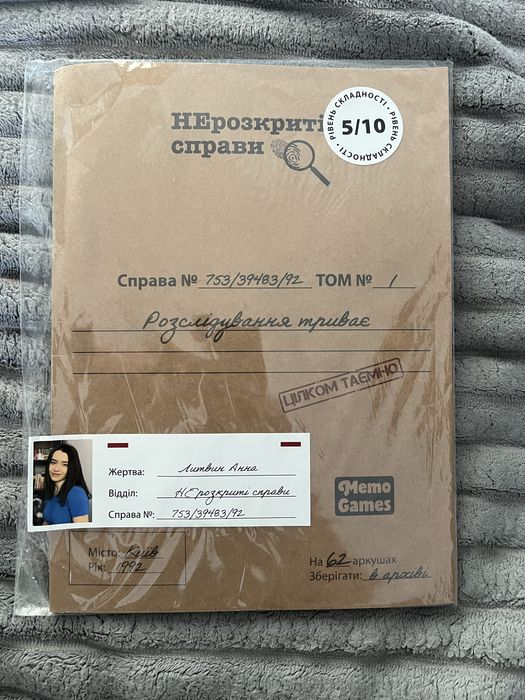 НЕрозкриті
справи
РІВЕНЬ СКЛАДНОСТІ • РІВЕНЬ СКЛАДНОСТІ •
5/10
Справа № 753/39483/92 ТОМ № 1
Розслідування триває
ЦІЛКОМ ТАЄМНО
Жертва: Литвин Анна
Відділ: НЕрозкриті справи
Справа №: 753/39483/92
Memo
Games
Місто: Київ
Рік: 1992
На 62 аркушах
Зберігати: в архіві